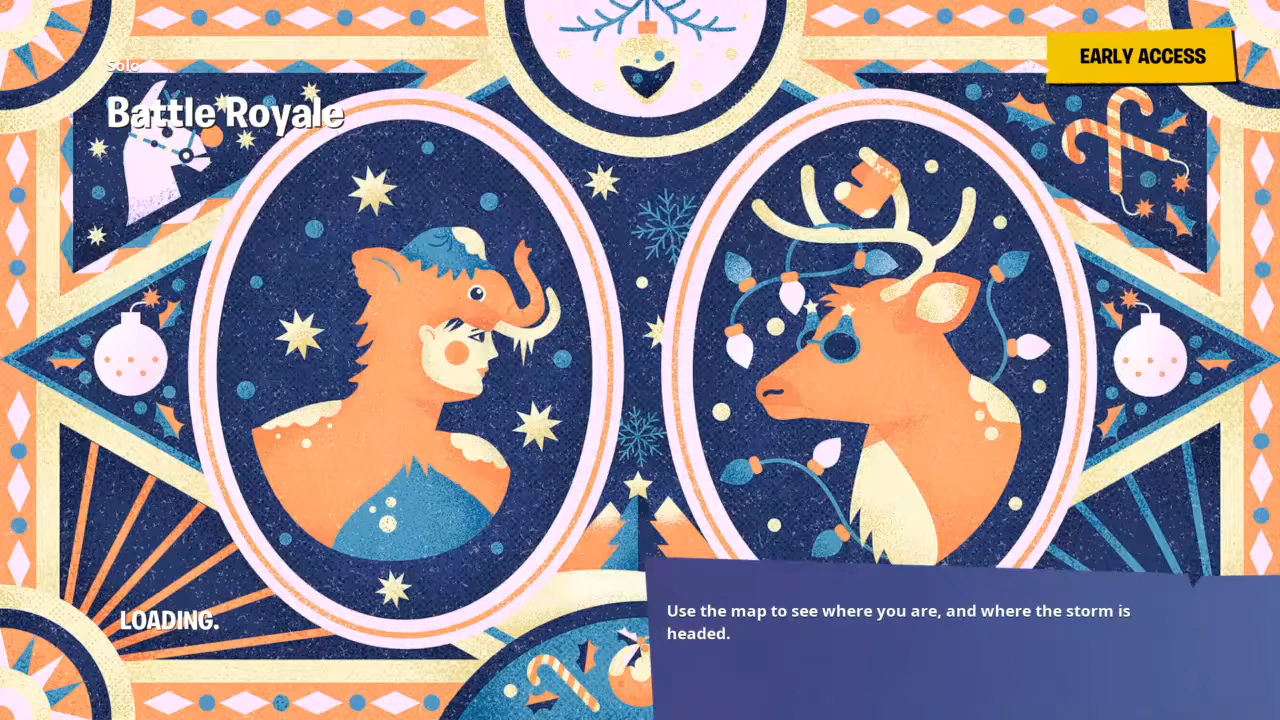 Solo
Battle Royale
EARLY ACCESS
LOADING.
Use the map to see where you are, and where the storm is
headed.